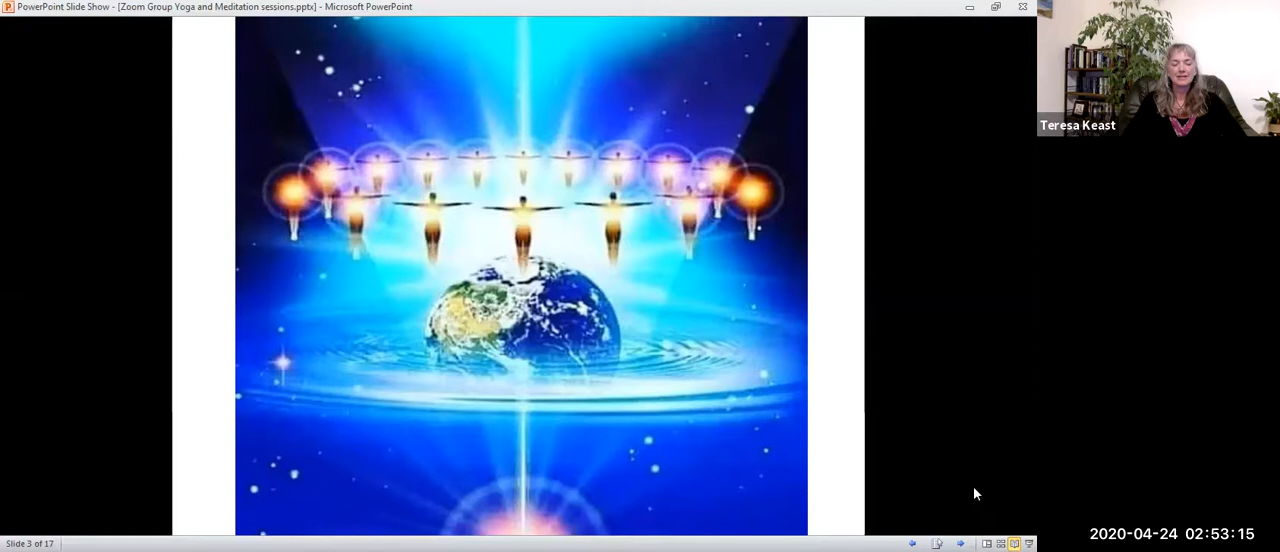 PowerPoint Slide Show - [Zoom Group Yoga and Meditation sessions.pptx] - Microsoft PowerPoint
Teresa Keast
Slide 3 of 17
2020-04-24 02:53:15